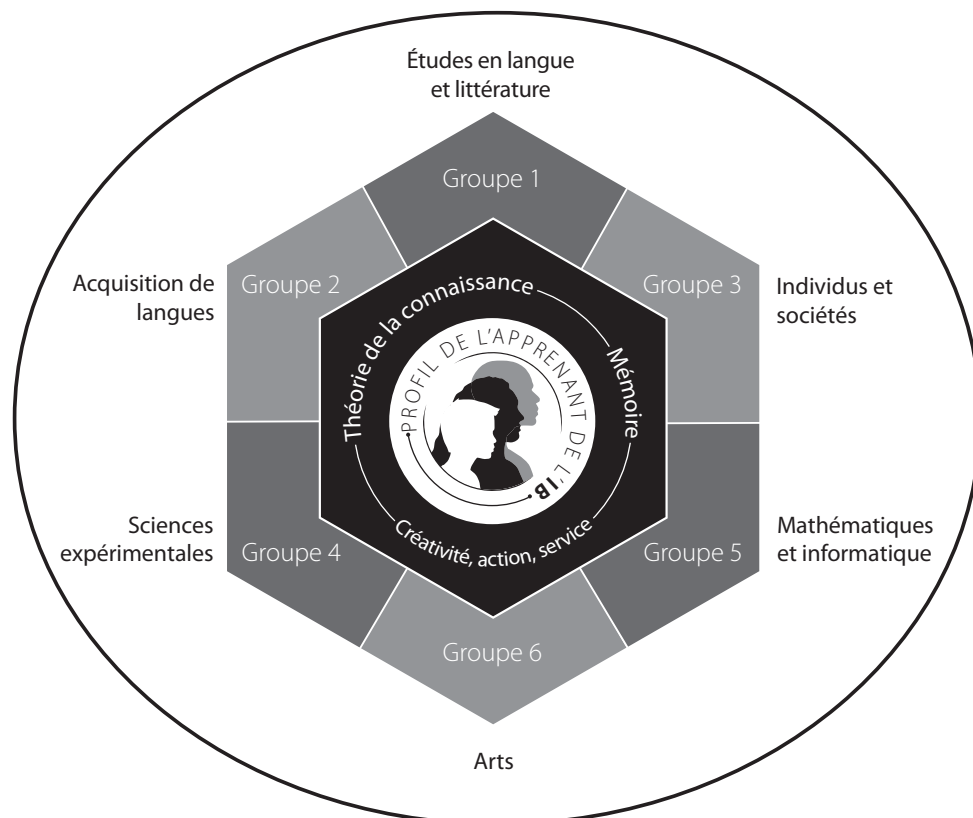 Études en langue
et littérature
Groupe 1
Acquisition de
langues
Groupe 2
Groupe 3
Individus et
sociétés
Théorie de la connaissance
Mémoire
PROFIL DE L'APPRENANT DE L'IB
Créativité, action, service
Sciences
expérimentales
Groupe 4
Groupe 5
Mathématiques
et informatique
Groupe 6
Arts